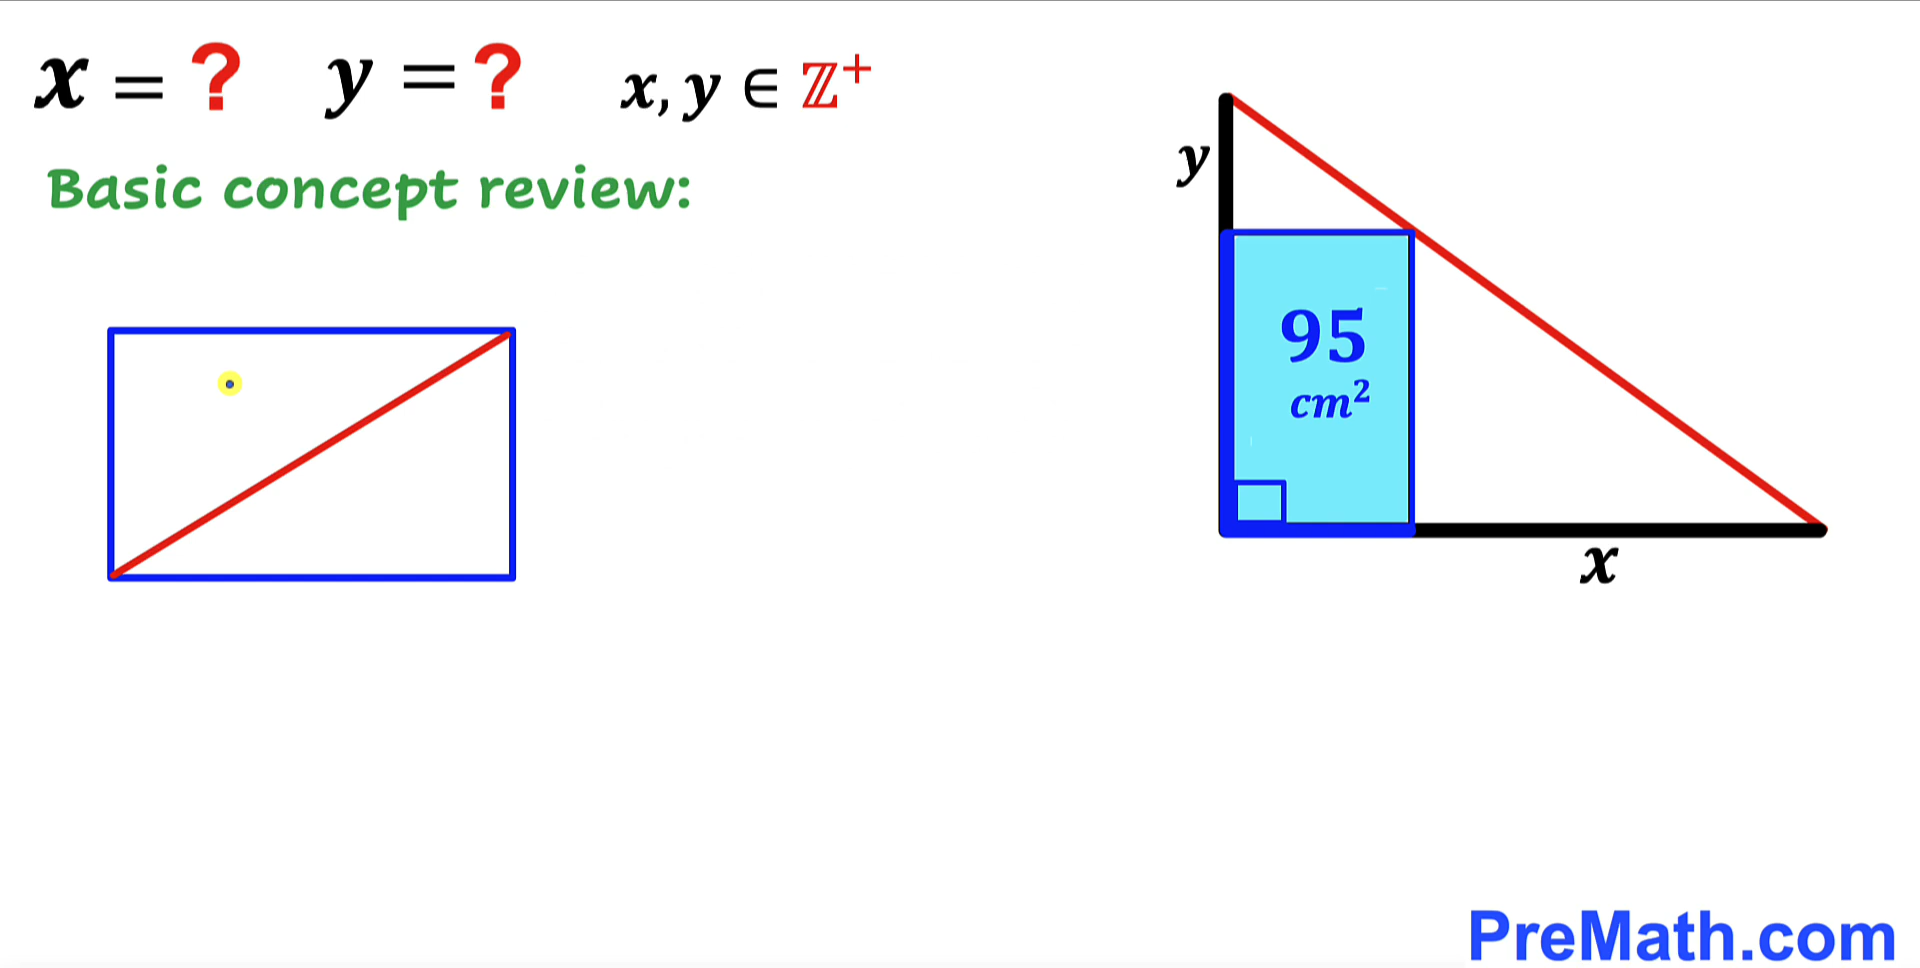 x = ? y = ? x, y ∈ ℤ⁺
Basic concept review:
y
95
cm²
x
PreMath.com